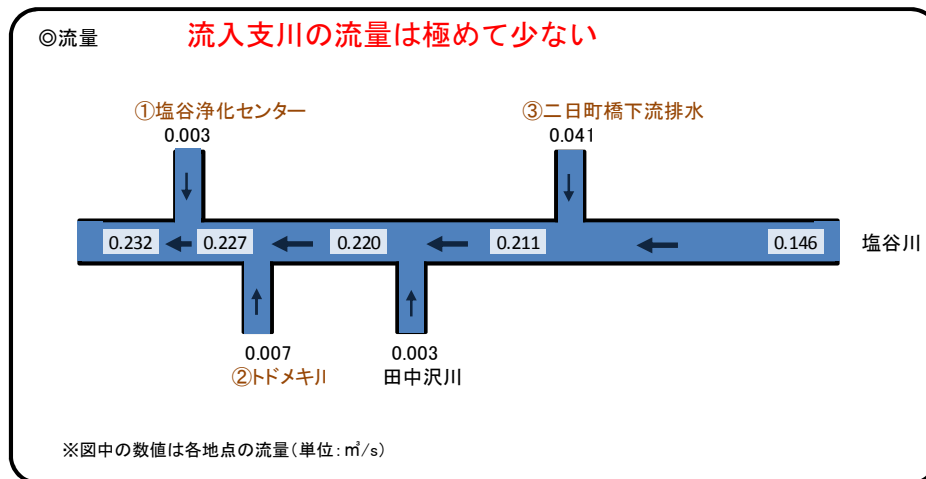 ◎流量
流入支川の流量は極めて少ない
①塩谷浄化センター
0.003
③二日町橋下流排水
0.041
0.232
0.227
0.220
0.211
0.146
塩谷川
0.007
②トドメキ川
0.003
田中沢川
※図中の数値は各地点の流量(単位:㎥/s)